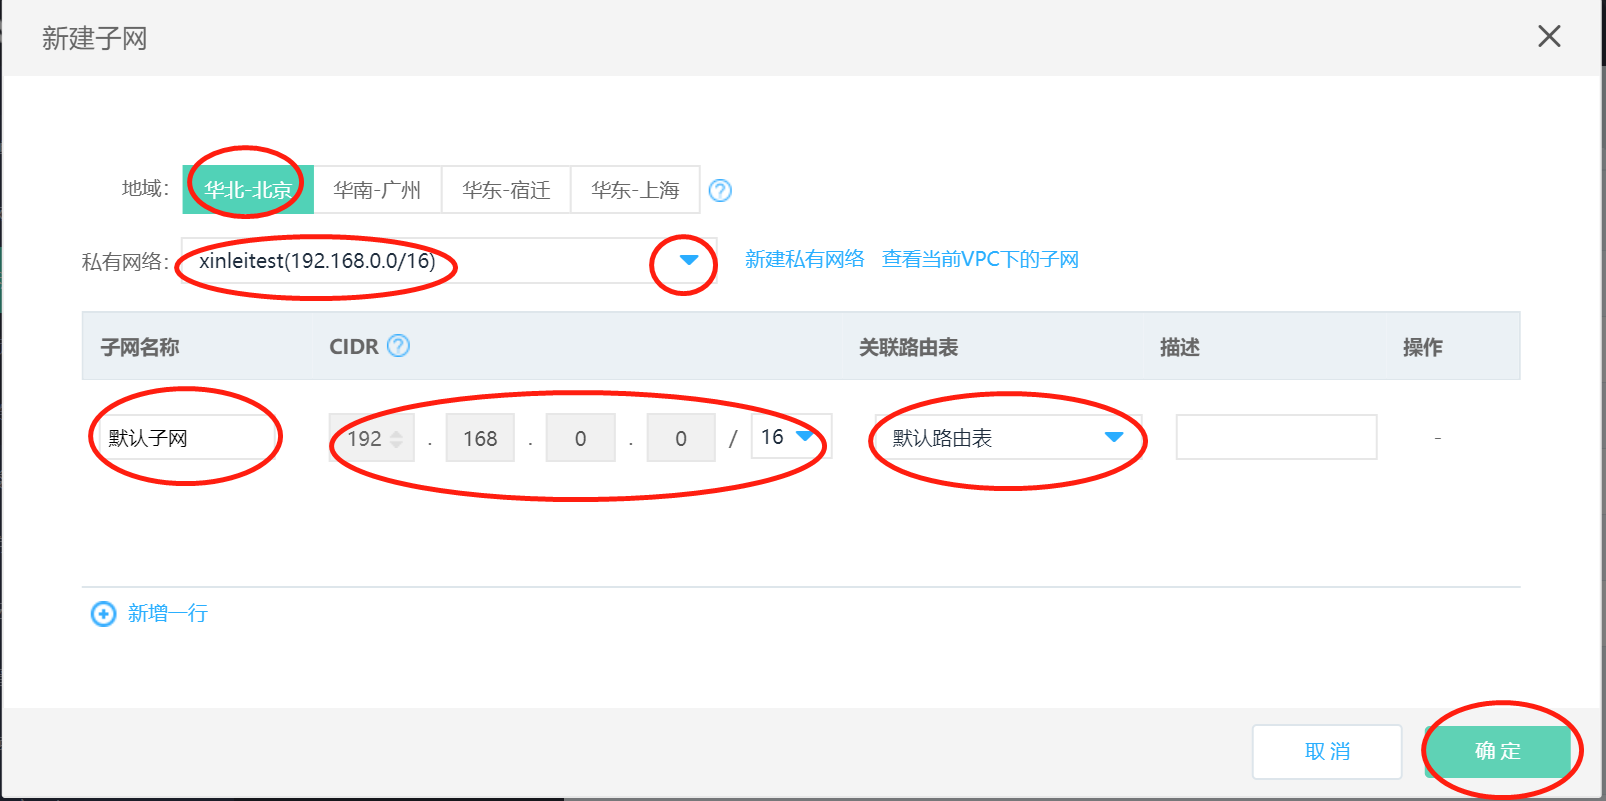 新建子网
地域: 华北-北京 华南-广州 华东-宿迁 华东-上海 ?
私有网络: xinleitest(192.168.0.0/16) 新建私有网络 查看当前VPC下的子网
子网名称 CIDR ? 关联路由表 描述 操作
默认子网 192 . 168 . 0 . 0 / 16 默认路由表 -
新增一行
取消 确定